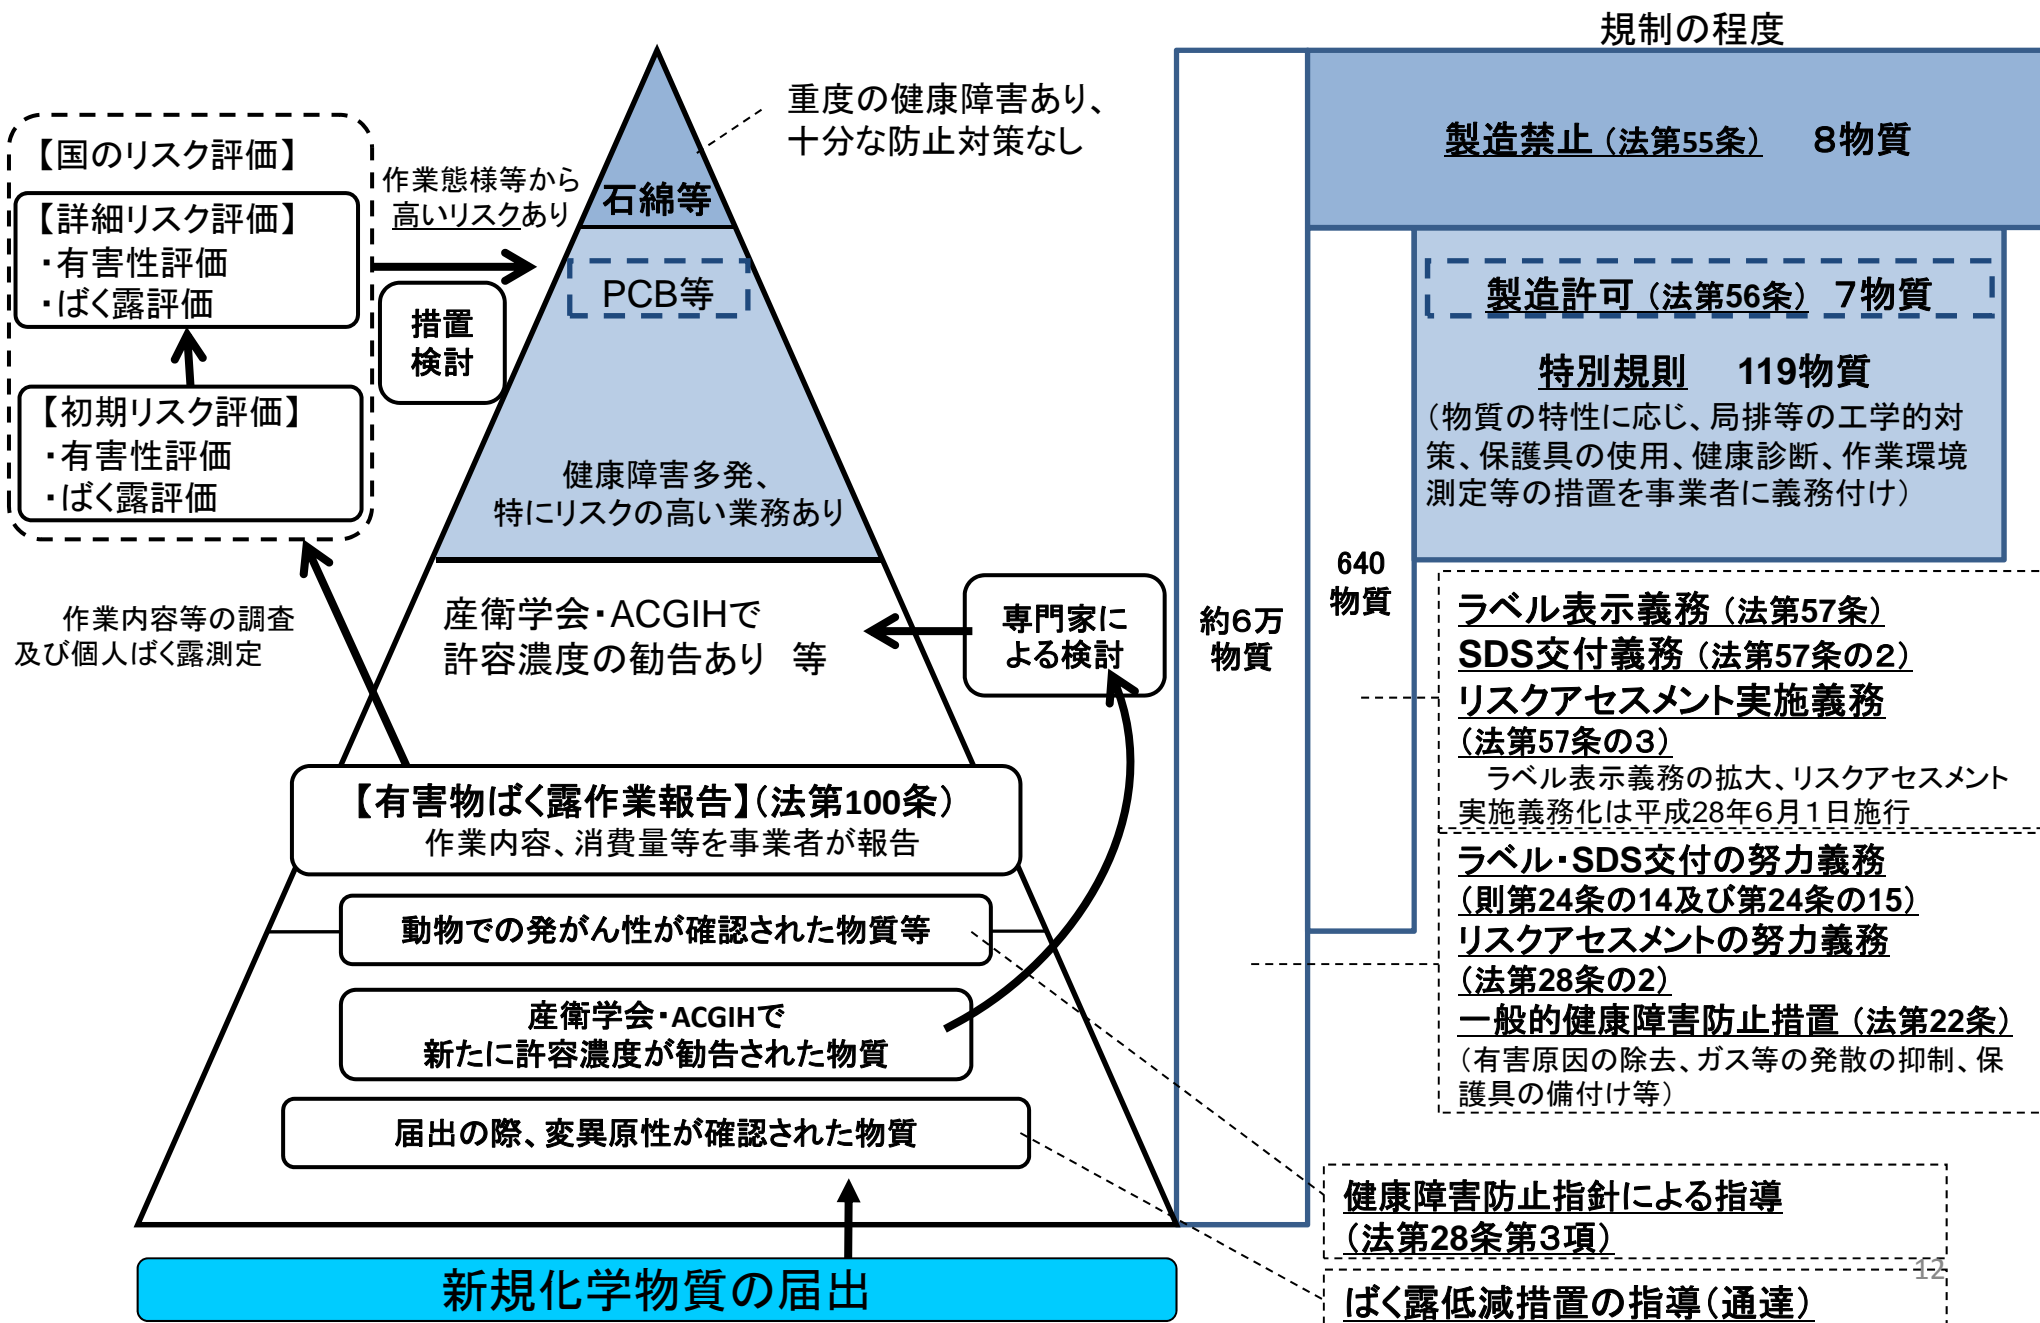 規制の程度
重度の健康障害あり、
十分な防止対策なし
製造禁止（法第55条）　８物質
【国のリスク評価】
【詳細リスク評価】
・有害性評価
・ばく露評価
【初期リスク評価】
・有害性評価
・ばく露評価
作業態様等から
高いリスクあり
措置
検討
石綿等
PCB等
健康障害多発、
特にリスクの高い業務あり
製造許可（法第56条）　７物質
特別規則　119物質
（物質の特性に応じ、局排等の工学的対
策、保護具の使用、健康診断、作業環境
測定等の措置を事業者に義務付け）
作業内容等の調査
及び個人ばく露測定
産衛学会・ACGIHで
許容濃度の勧告あり　等
専門家に
よる検討
約６万
物質
640
物質
ラベル表示義務（法第57条）
SDS交付義務（法第57条の２）
リスクアセスメント実施義務
（法第57条の３）
ラベル表示義務の拡大、リスクアセスメント
実施義務化は平成28年６月１日施行
【有害物ばく露作業報告】（法第100条）
作業内容、消費量等を事業者が報告
動物での発がん性が確認された物質等
産衛学会・ACGIHで
新たに許容濃度が勧告された物質
届出の際、変異原性が確認された物質
ラベル・SDS交付の努力義務
（則第24条の14及び第24条の15）
リスクアセスメントの努力義務
（法第28条の２）
一般的健康障害防止措置（法第22条）
（有害原因の除去、ガス等の発散の抑制、保
護具の備付け等）
健康障害防止指針による指導
（法第28条第３項）
新規化学物質の届出
12
ばく露低減措置の指導（通達）